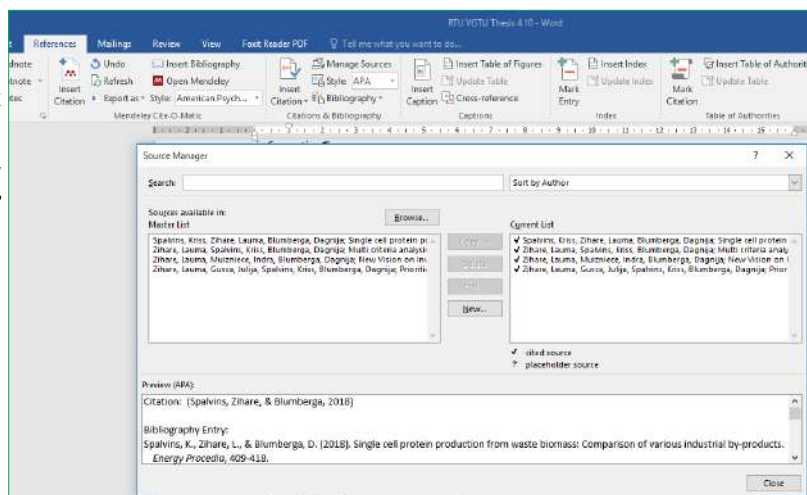 RTU VGTU Thesis 4.10 - Word
References Mailings Review View Foxit Reader PDF Tell me what you want to do...
Insert Citation
Undo
Refresh
Export as
Insert Bibliography
Open Mendeley
Style: American Psych...
Mendeley Cite-O-Matic
Insert Citation
Manage Sources
Style: APA
Bibliography
Citations & Bibliography
Insert Caption
Insert Table of Figures
Update Table
Cross-reference
Captions
Mark Entry
Insert Index
Update Index
Index
Mark Citation
Insert Table of Authorit
Update Table
Table of Authorities
Source Manager
Search:
Sort by Author
Sources available in:
Master List
Browse...
Current List
Spalvins, Kriss, Zihare, Lauma, Blumberga, Dagnija; Single cell protein pr
Zihare, Lauma, Spalvins, Kriss, Blumberga, Dagnija; Multi criteria analysi
Zihare, Lauma, Muizniece, Indra, Blumberga, Dagnija; New Vision on Inv
Zihare, Lauma, Gusca, Julija, Spalvins, Kriss, Blumberga, Dagnija; Prioriti
New...
✓ Spalvins, Kriss, Zihare, Lauma, Blumberga, Dagnija; Single cell protein
✓ Zihare, Lauma, Spalvins, Kriss, Blumberga, Dagnija; Multi criteria analy
✓ Zihare, Lauma, Muizniece, Indra, Blumberga, Dagnija; New Vision on I
✓ Zihare, Lauma, Gusca, Julija, Spalvins, Kriss, Blumberga, Dagnija; Prior
✓ cited source
? placeholder source
Preview (APA):
Citation: (Spalvins, Zihare, & Blumberga, 2018)
Bibliography Entry:
Spalvins, K., Zihare, L., & Blumberga, D. (2018). Single cell protein production from waste biomass: Comparison of various industrial by-products.
Energy Procedia, 409-418.
Close